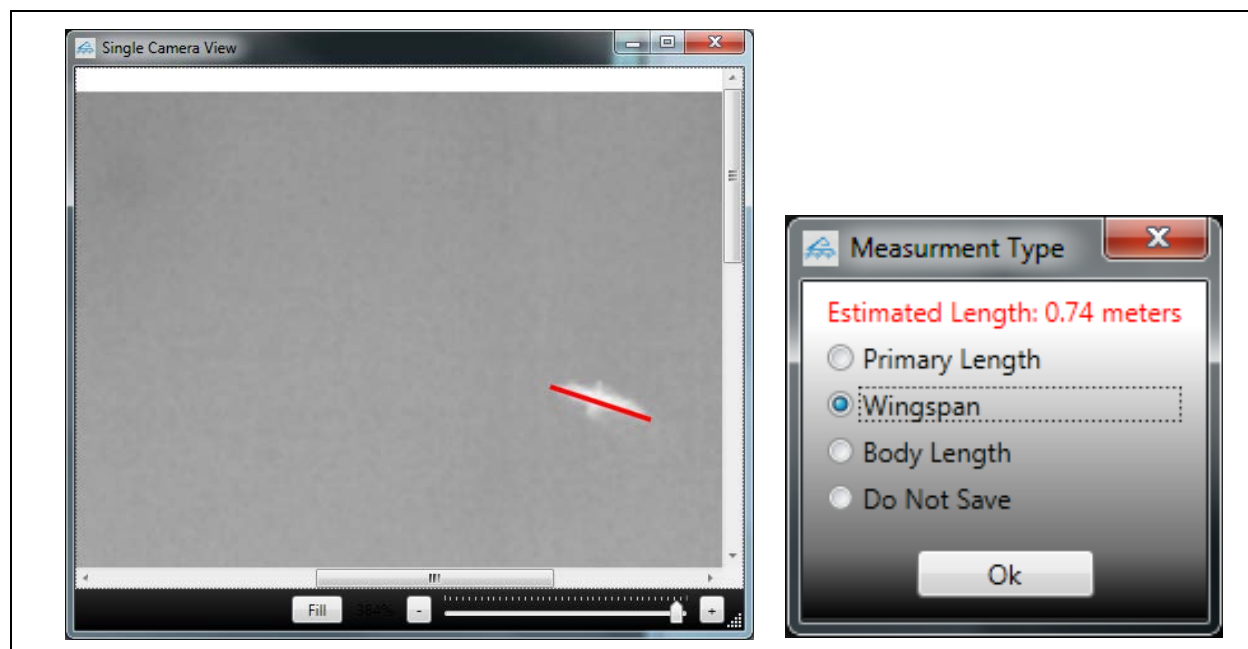 Single Camera View
Fill 384% -
+
Measurment Type
Estimated Length: 0.74 meters
Primary Length
Wingspan
Body Length
Do Not Save
Ok